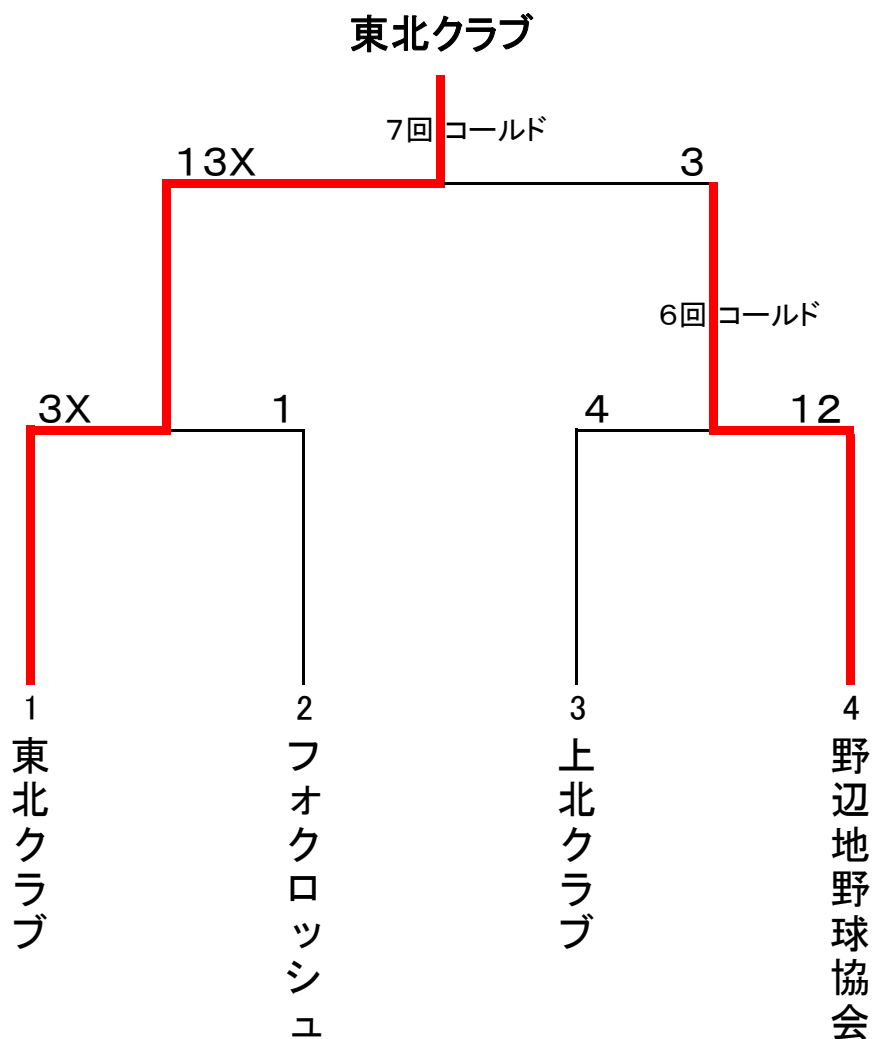 東北クラブ
7回コールド
13X
3
6回コールド
3X
1
4
12
1
2
3
4
東北クラブ
フォクロッシュ
上北クラブ
野辺地野球協会